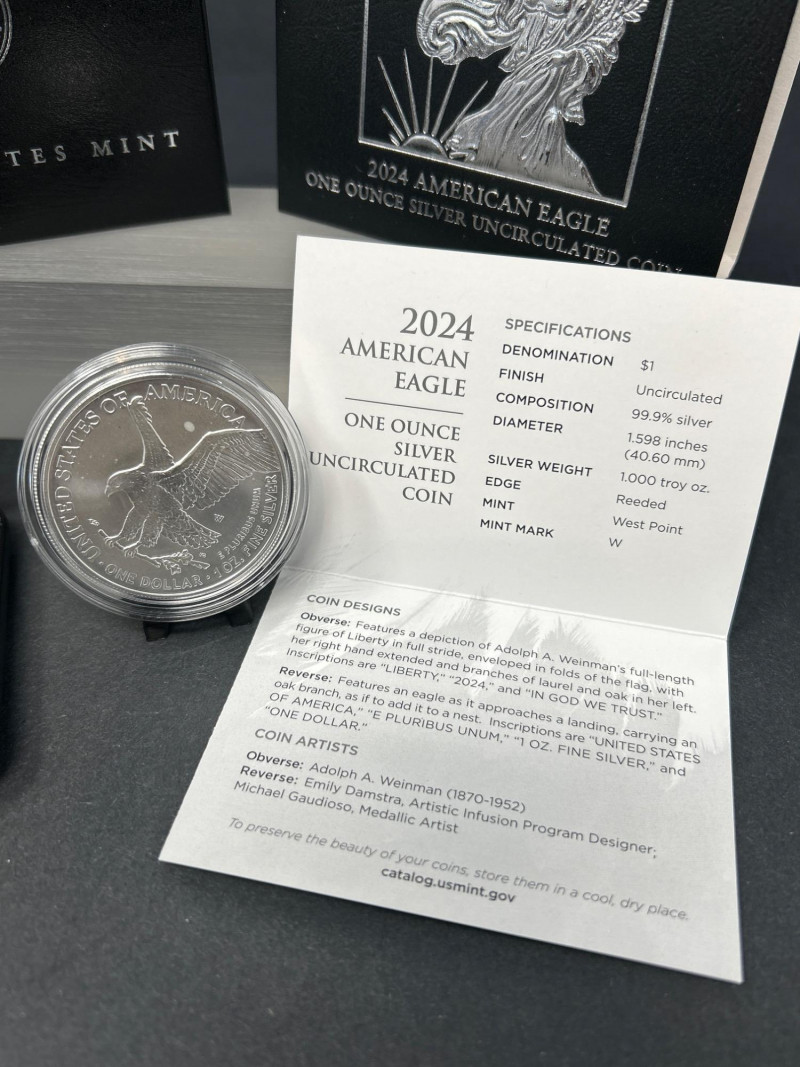 TES MINT
2024 AMERICAN EAGLE
ONE OUNCE SILVER UNCIRCULATED COIN
UNITED STATES OF AMERICA
E PLURIBUS UNUM
• ONE DOLLAR • 1 OZ. FINE SILVER
2024
AMERICAN
EAGLE
ONE OUNCE
SILVER
UNCIRCULATED
COIN
SPECIFICATIONS
DENOMINATION $1
FINISH Uncirculated
COMPOSITION 99.9% silver
DIAMETER 1.598 inches
(40.60 mm)
SILVER WEIGHT 1.000 troy oz.
EDGE Reeded
MINT West Point
MINT MARK W
COIN DESIGNS
Obverse: Features a depiction of Adolph A. Weinman's full-length
figure of Liberty in full stride, enveloped in folds of the flag, with
her right hand extended and branches of laurel and oak in her left.
Inscriptions are "LIBERTY," "2024," and "IN GOD WE TRUST."
Reverse: Features an eagle as it approaches a landing, carrying an
oak branch, as if to add it to a nest. Inscriptions are "UNITED STATES
OF AMERICA," "E PLURIBUS UNUM," "1 OZ. FINE SILVER," and
"ONE DOLLAR."
COIN ARTISTS
Obverse: Adolph A. Weinman (1870-1952)
Reverse: Emily Damstra, Artistic Infusion Program Designer;
Michael Gaudioso, Medallic Artist
To preserve the beauty of your coins, store them in a cool, dry place.
catalog.usmint.gov